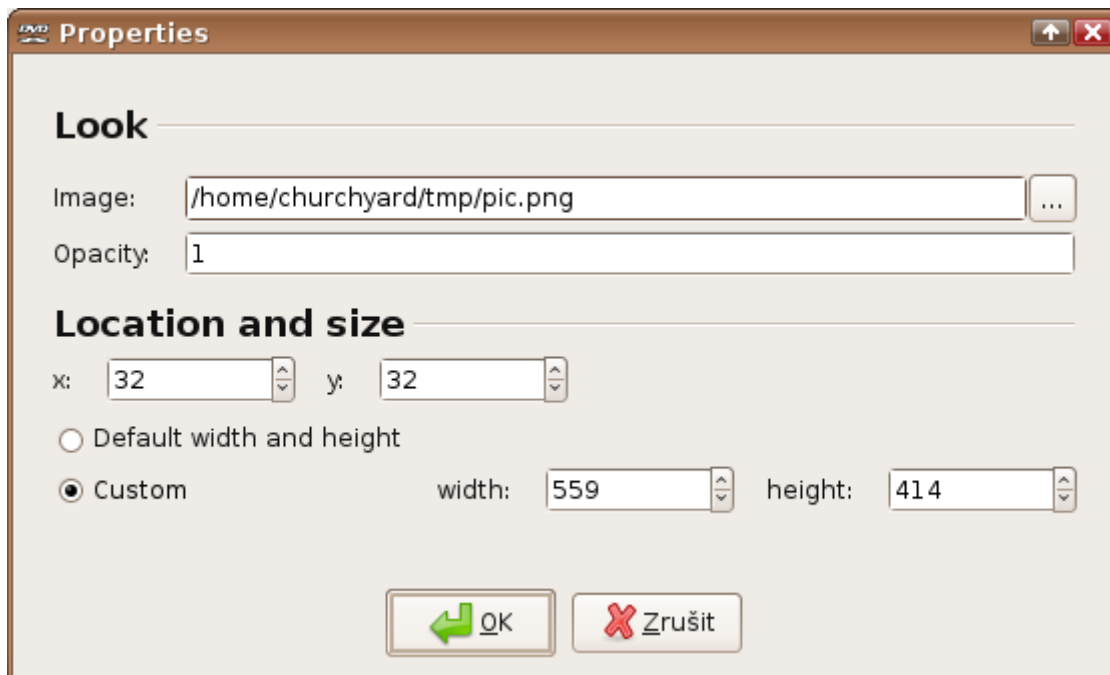 DVD Properties
Look
Image: /home/churchyard/tmp/pic.png ...
Opacity: 1
Location and size
x: 32 y: 32
Default width and height
Custom width: 559 height: 414
OK Zrušit